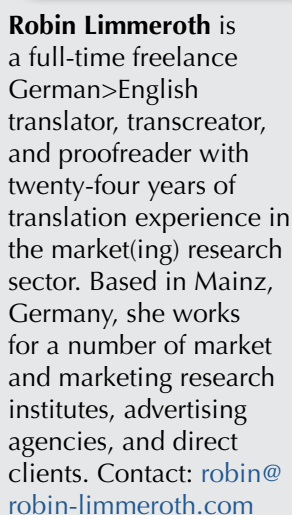 Robin Limmeroth is
a full-time freelance
German>English
translator, transcreator,
and proofreader with
twenty-four years of
translation experience in
the market(ing) research
sector. Based in Mainz,
Germany, she works
for a number of market
and marketing research
institutes, advertising
agencies, and direct
clients. Contact: robin@
robin-limmeroth.com